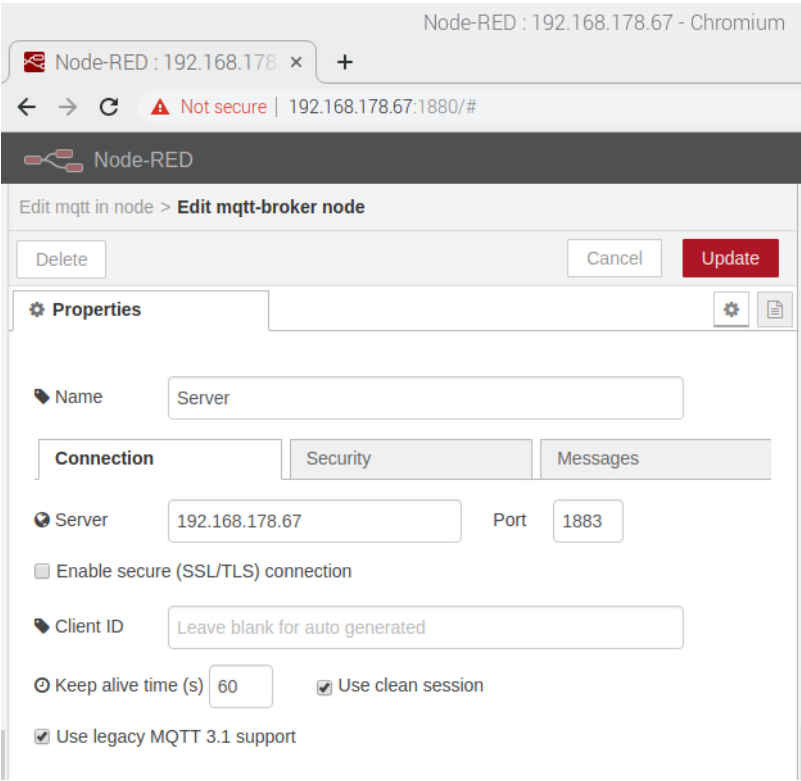 Node-RED : 192.168.178.67 - Chromium
Node-RED : 192.168.178
Not secure | 192.168.178.67:1880/#
Node-RED
Edit mqtt in node > Edit mqtt-broker node
Delete Cancel Update
Properties
Name Server
Connection Security Messages
Server 192.168.178.67 Port 1883
Enable secure (SSL/TLS) connection
Client ID Leave blank for auto generated
Keep alive time (s) 60 Use clean session
Use legacy MQTT 3.1 support